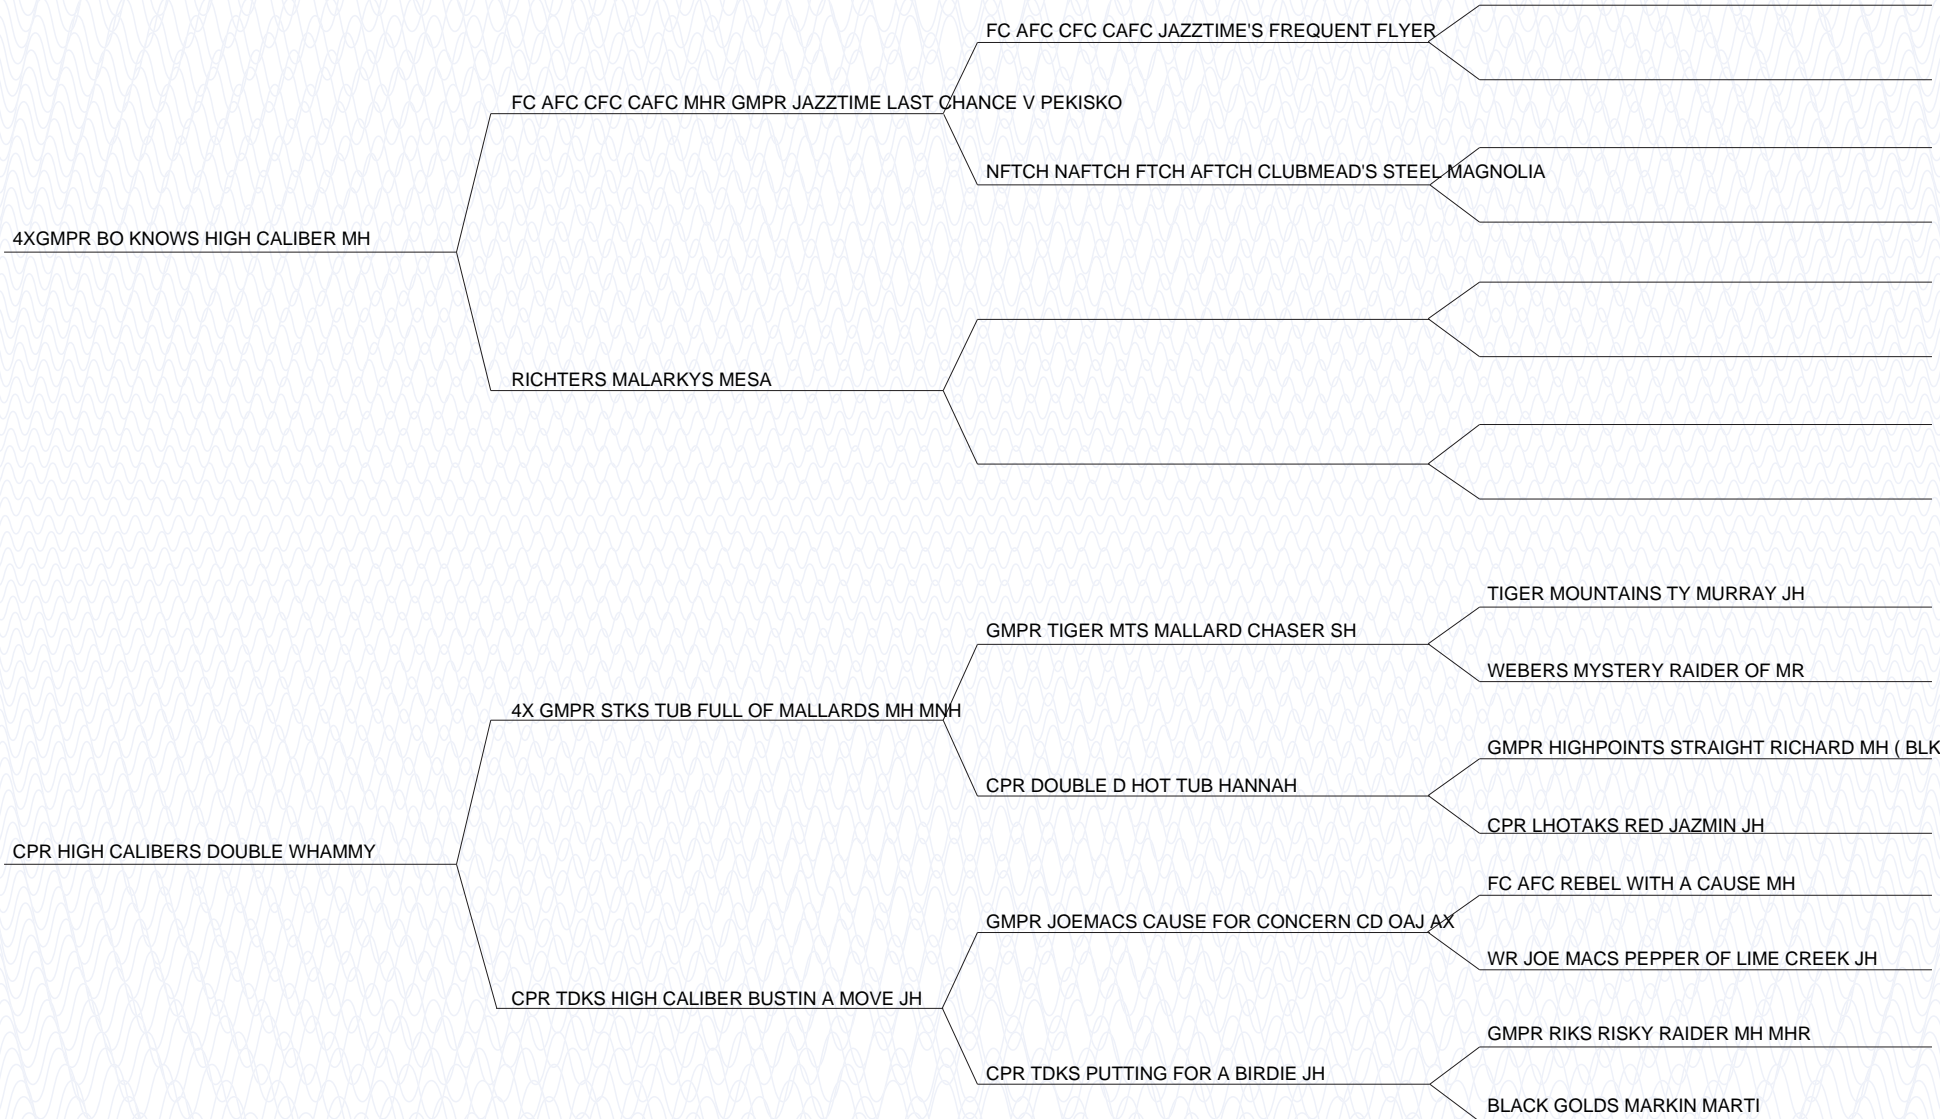 FC AFC CFC CAFC JAZZTIME'S FREQUENT FLYER
FC AFC CFC CAFC MHR GMPR JAZZTIME LAST CHANCE V PEKISKO
NFTCH NAFTCH FTCH AFTCH CLUBMEAD'S STEEL MAGNOLIA
4XGMPR BO KNOWS HIGH CALIBER MH
RICHTERS MALARKYS MESA
TIGER MOUNTAINS TY MURRAY JH
GMPR TIGER MTS MALLARD CHASER SH
WEBERS MYSTERY RAIDER OF MR
4X GMPR STKS TUB FULL OF MALLARDS MH MNH
GMPR HIGHPOINTS STRAIGHT RICHARD MH ( BLK
CPR DOUBLE D HOT TUB HANNAH
CPR LHOTAKS RED JAZMIN JH
CPR HIGH CALIBERS DOUBLE WHAMMY
FC AFC REBEL WITH A CAUSE MH
GMPR JOEMACS CAUSE FOR CONCERN CD OAJ AX
WR JOE MACS PEPPER OF LIME CREEK JH
CPR TDKS HIGH CALIBER BUSTIN A MOVE JH
GMPR RIKS RISKY RAIDER MH MHR
CPR TDKS PUTTING FOR A BIRDIE JH
BLACK GOLDS MARKIN MARTI